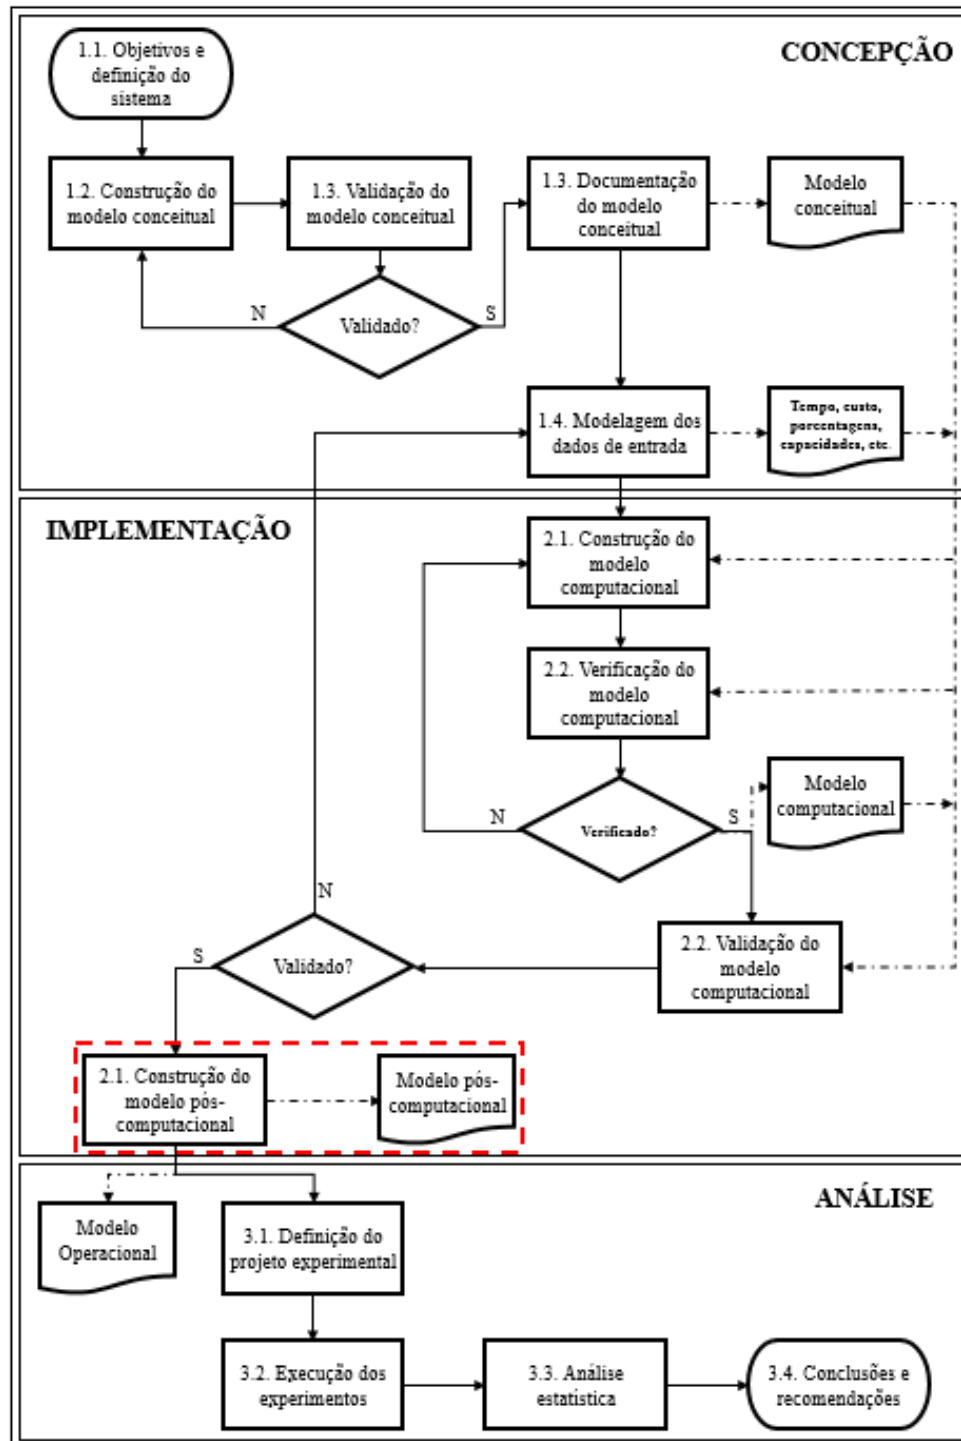 CONCEPÇÃO
1.1. Objetivos e
definição do
sistema
1.2. Construção do
modelo conceitual
1.3. Validação do
modelo conceitual
1.3. Documentação
do modelo
conceitual
Modelo
conceitual
N
Validado?
S
1.4. Modelagem dos
dados de entrada
Tempo, custo,
porcentagens,
capacidades, etc.
IMPLEMENTAÇÃO
2.1. Construção do
modelo
computacional
2.2. Verificação do
modelo
computacional
N
Verificado?
S
Modelo
computacional
2.2. Validação do
modelo
computacional
N
Validado?
S
2.1. Construção do
modelo pós-
computacional
Modelo pós-
computacional
ANÁLISE
Modelo
Operacional
3.1. Definição do
projeto experimental
3.2. Execução dos
experimentos
3.3. Análise
estatística
3.4. Conclusões e
recomendações